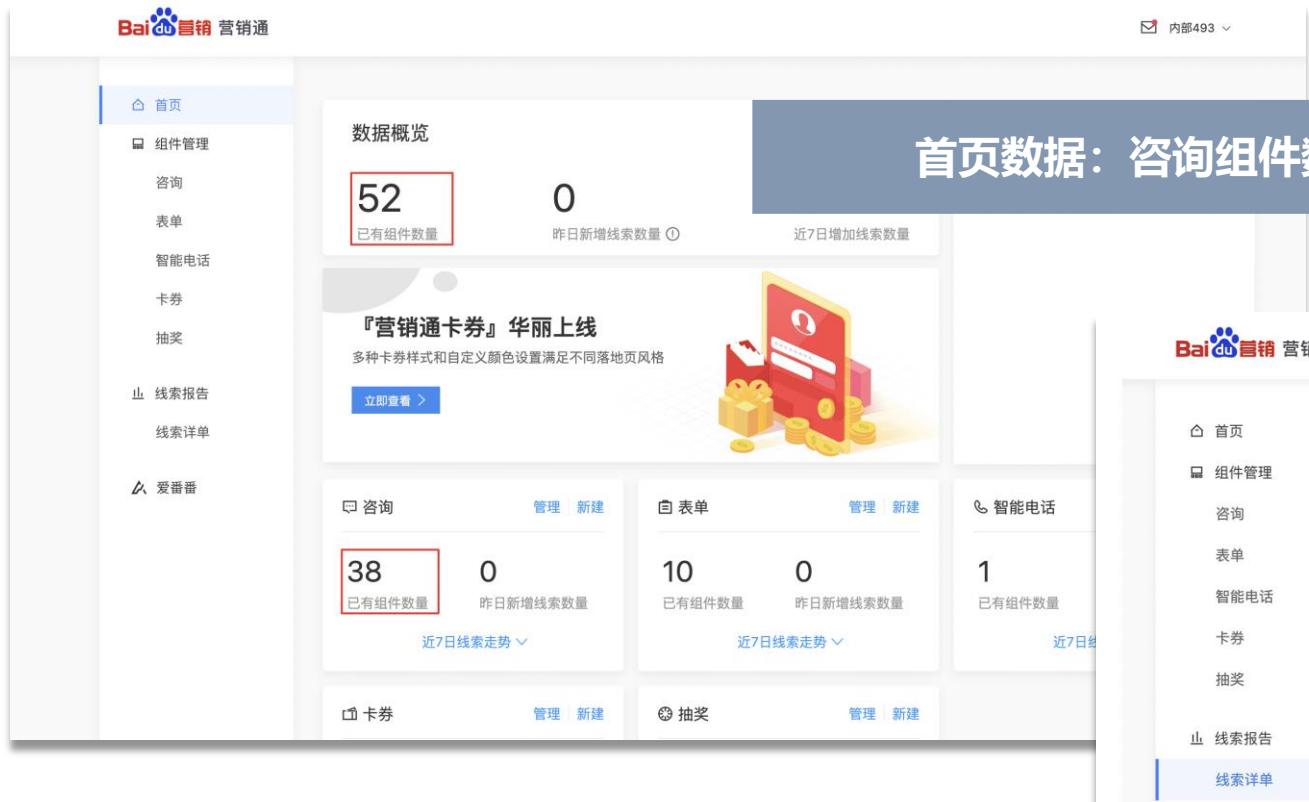 Bai du 营销 营销通
内部493
首页
组件管理
咨询
表单
智能电话
卡券
抽奖
线索报告
线索详单
爱番番
数据概览
52
已有组件数量
0
昨日新增线索数量
近7日增加线索数量
首页数据：咨询组件
『营销通卡券』华丽上线
多种卡券样式和自定义颜色设置满足不同落地页风格
立即查看
咨询 管理 新建
38
已有组件数量
0
昨日新增线索数量
近7日线索走势
表单 管理 新建
10
已有组件数量
0
昨日新增线索数量
近7日线索走势
智能电话
1
已有组件数量
近7日
卡券 管理 新建
抽奖 管理 新建
Bai du 营销 营
首页
组件管理
咨询
表单
智能电话
卡券
抽奖
线索报告
线索详单